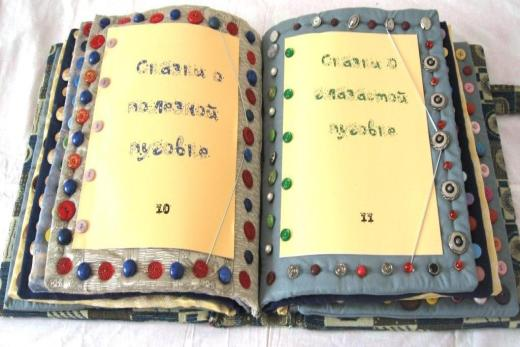 Сказки о
полезной
пуговке
10
Сказки о
глазастой
пуговке
11